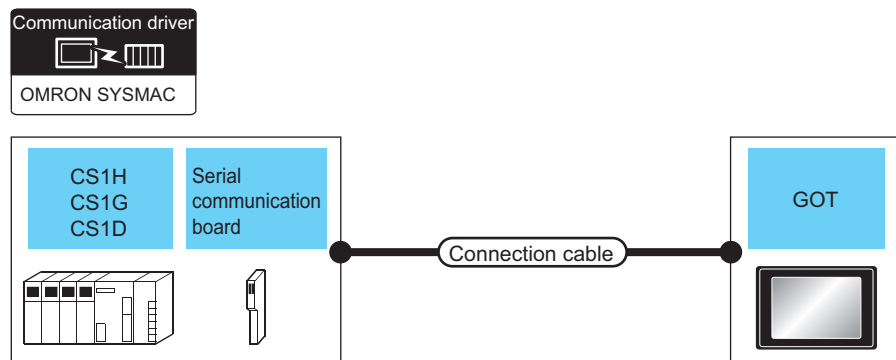 Communication driver
OMRON SYSMAC
CS1H
CS1G
CS1D
Serial
communication
board
Connection cable
GOT